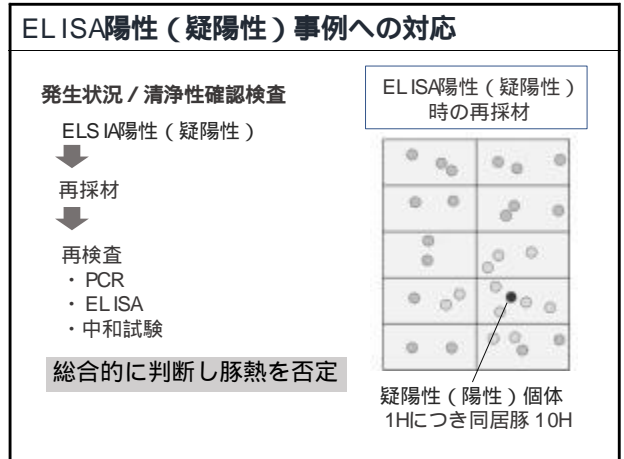 ELISA陽性（疑陽性）事例への対応
発生状況 / 清浄性確認検査
ELSIA陽性（疑陽性）
再採材
再検査
・ PCR
・ ELISA
・中和試験
総合的に判断し豚熱を否定
ELISA陽性（疑陽性）
時の再採材
疑陽性（陽性）個体
1Hにつき同居豚 10H